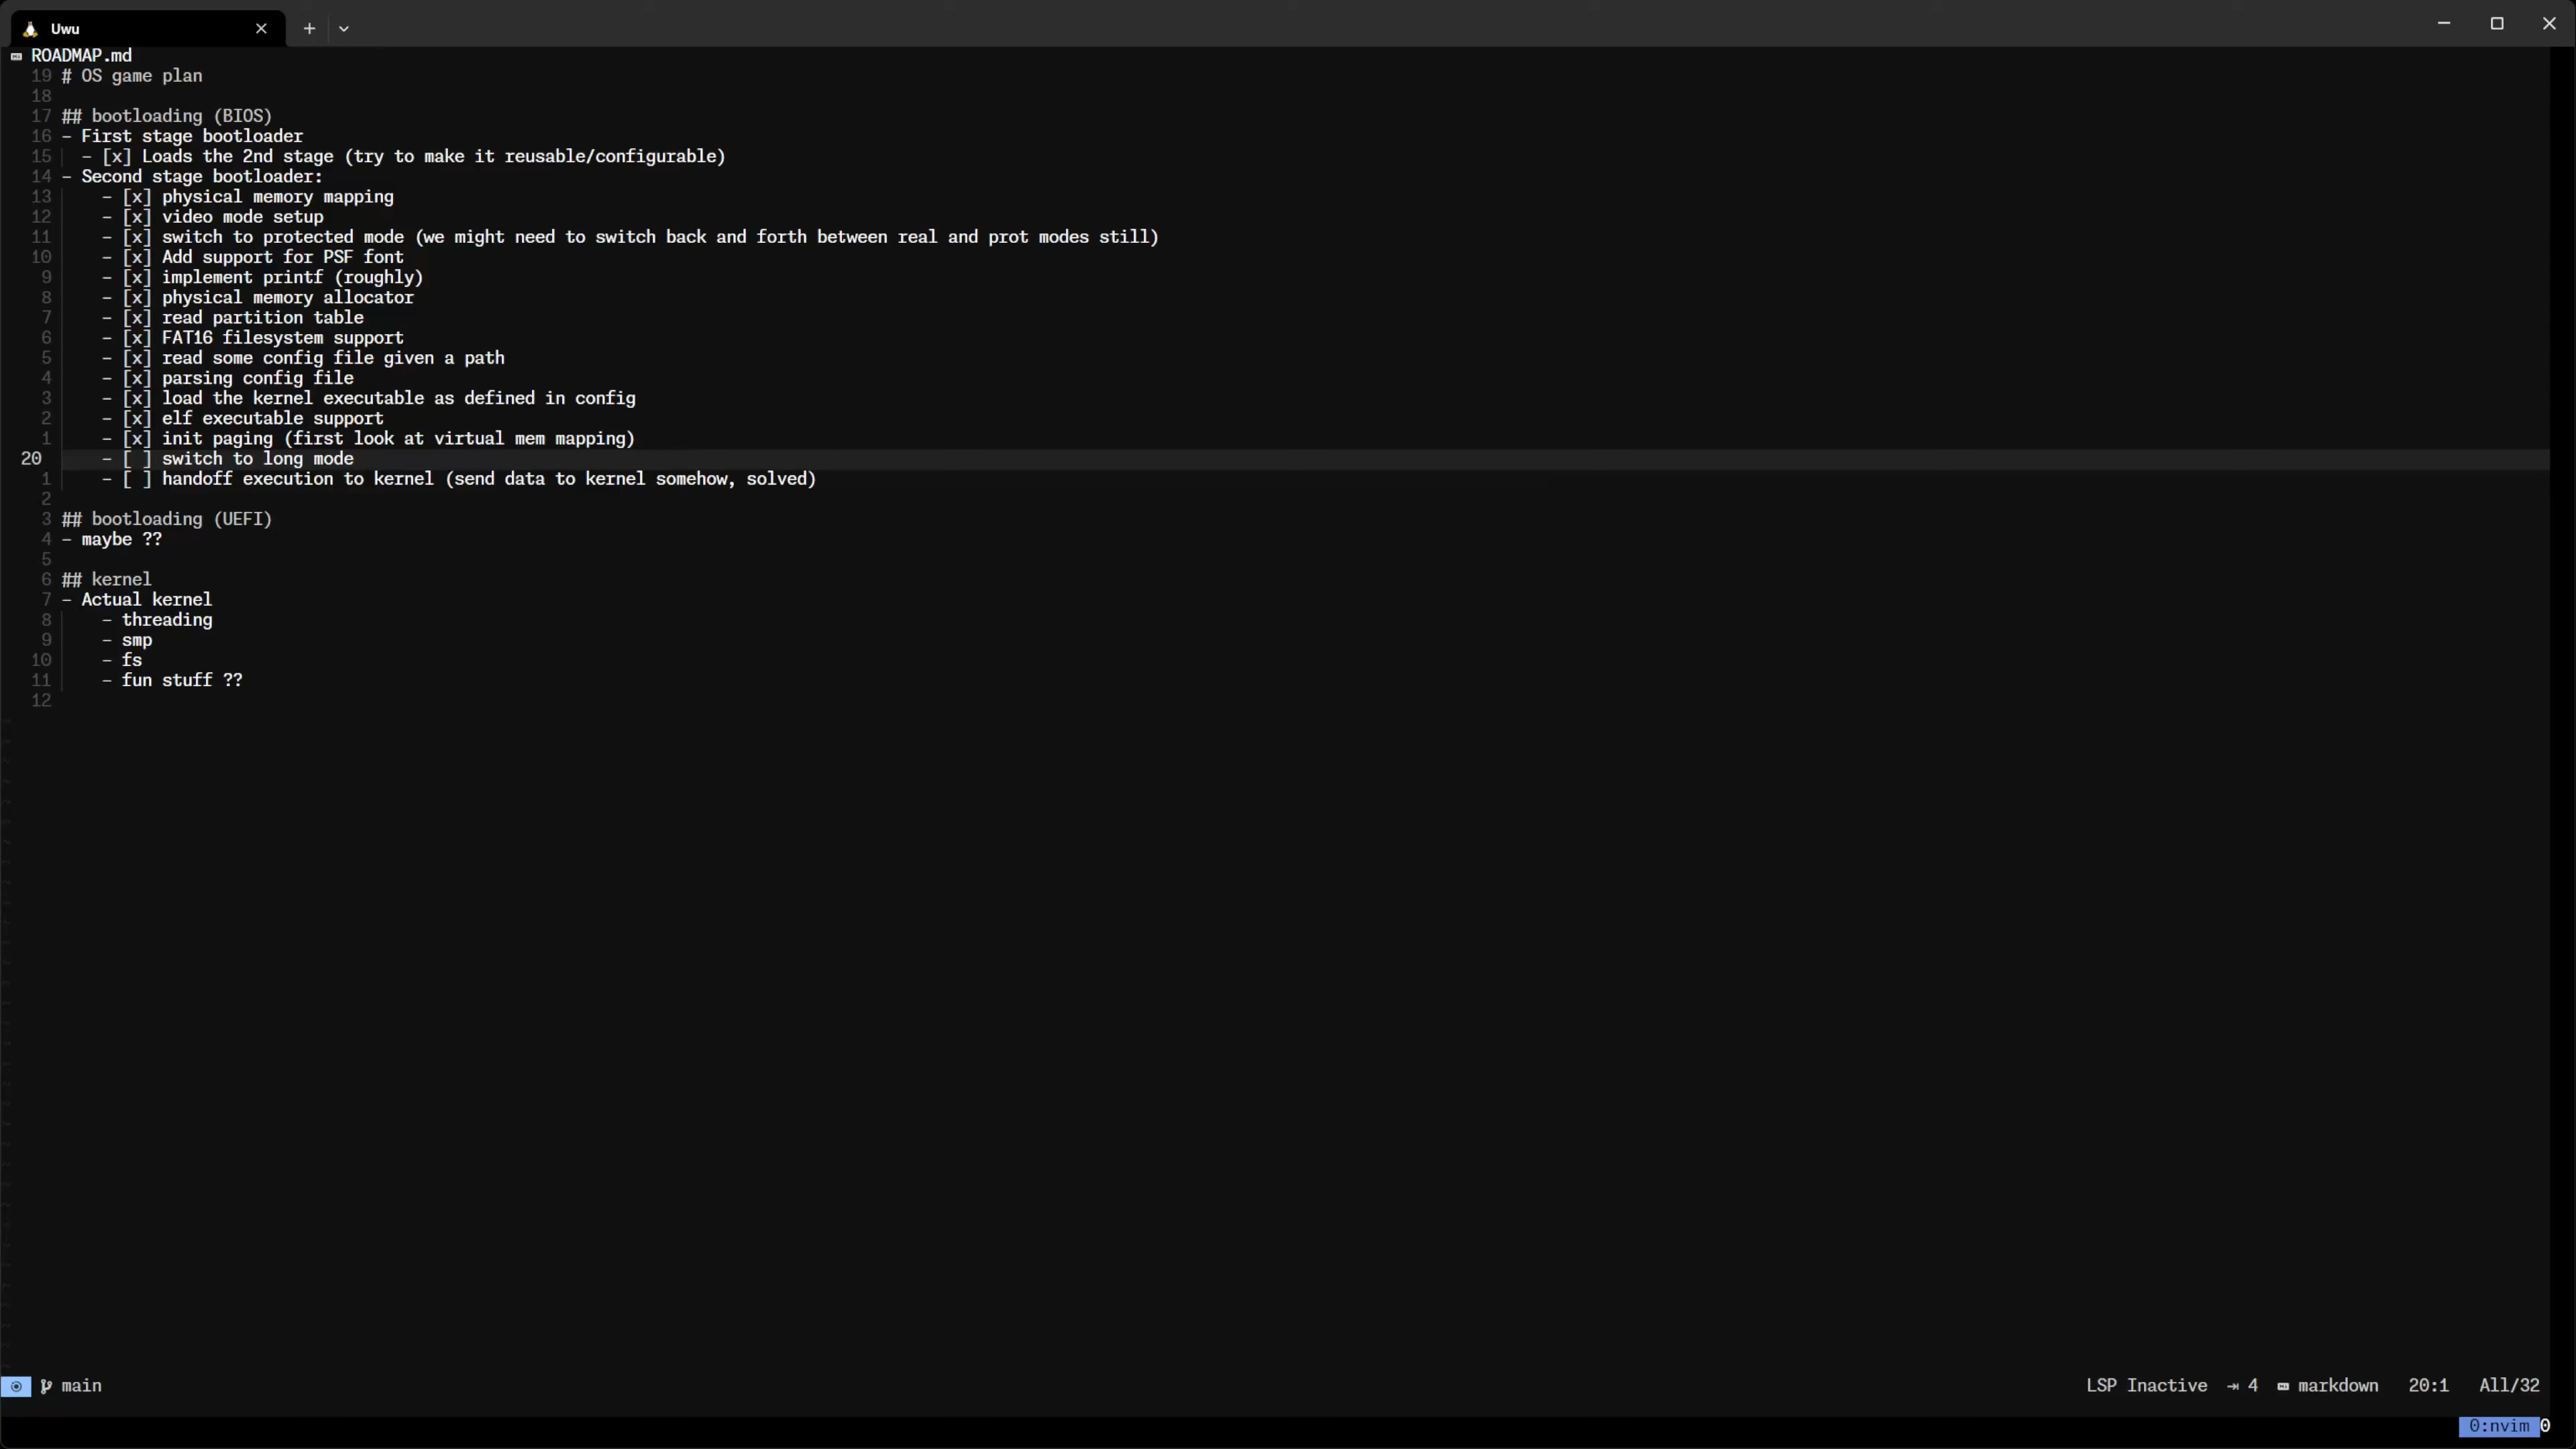 Uwu
ROADMAP.md
19 # OS game plan
18
17 ## bootloading (BIOS)
16 - First stage bootloader
15 - [x] Loads the 2nd stage (try to make it reusable/configurable)
14 - Second stage bootloader:
13 - [x] physical memory mapping
12 - [x] video mode setup
11 - [x] switch to protected mode (we might need to switch back and forth between real and prot modes still)
10 - [x] Add support for PSF font
9 - [x] implement printf (roughly)
8 - [x] physical memory allocator
7 - [x] read partition table
6 - [x] FAT16 filesystem support
5 - [x] read some config file given a path
4 - [x] parsing config file
3 - [x] load the kernel executable as defined in config
2 - [x] elf executable support
1 - [x] init paging (first look at virtual mem mapping)
20 - [ ] switch to long mode
1 - [ ] handoff execution to kernel (send data to kernel somehow, solved)
2
3 ## bootloading (UEFI)
4 - maybe ??
5
6 ## kernel
7 - Actual kernel
8 - threading
9 - smp
10 - fs
11 - fun stuff ??
12
main LSP Inactive ⇥ 4 markdown 20:1 All/32
0:nvim 0